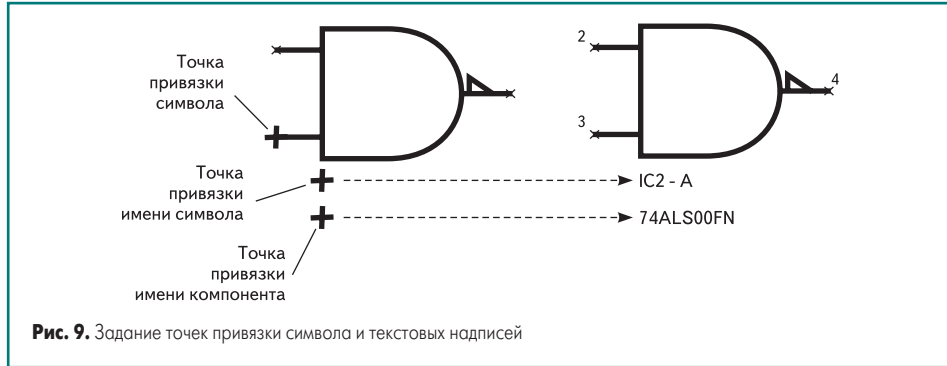 Точка
привязки
символа
Точка
привязки
имени символа
Точка
привязки
имени компонента
2
3
4
IC2 - A
74ALS00FN
Рис. 9. Задание точек привязки символа и текстовых надписей